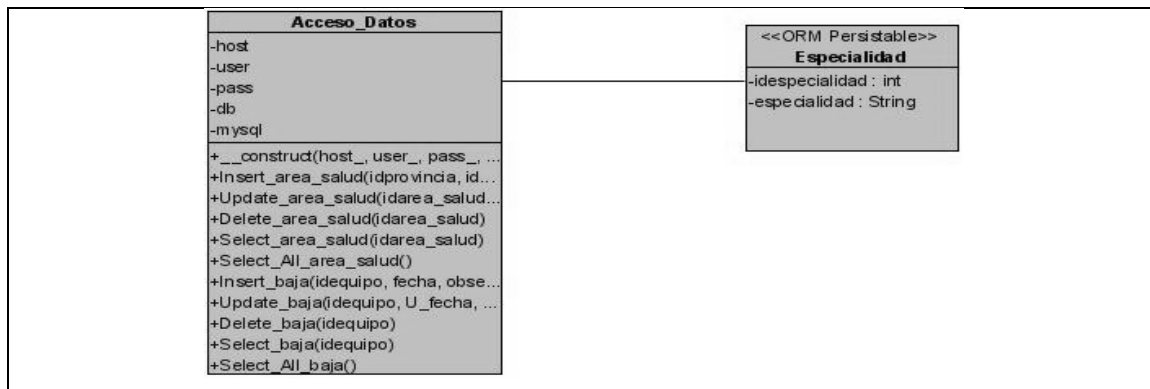 Acceso_Datos
-host
-user
-pass
-db
-mysql
+__construct(host_, user_, pass_, ...
+Insert_area_salud(idprovincia, id...
+Update_area_salud(idarea_salud...
+Delete_area_salud(idarea_salud)
+Select_area_salud(idarea_salud)
+Select_All_area_salud()
+Insert_baja(idequipo, fecha, obse...
+Update_baja(idequipo, U_fecha, ...
+Delete_baja(idequipo)
+Select_baja(idequipo)
+Select_All_baja()
<<ORM Persistable>>
Especialidad
-idespecialidad : int
-especialidad : String